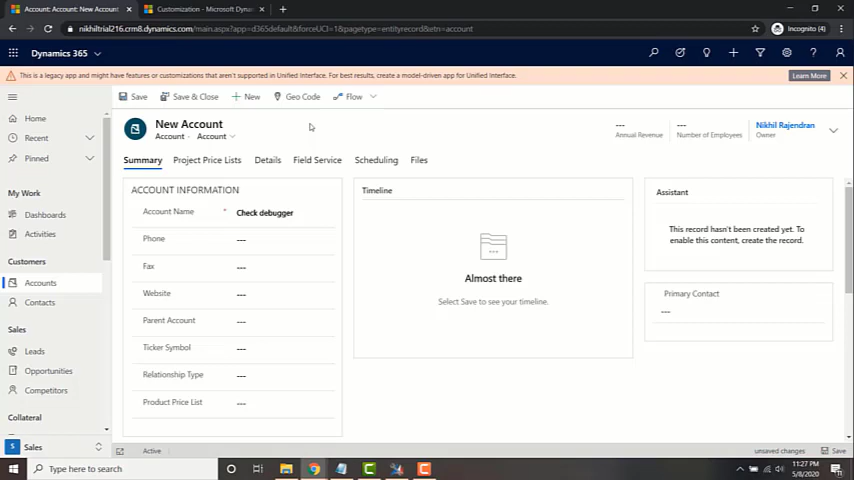 Account: Account: New Account
Customization - Microsoft Dynam
nikhiltrial216.crm8.dynamics.com/main.aspx?app=d365default&forceUCI=1&pagetype=entityrecord&etn=account
Incognito (3)
Dynamics 365
This is a legacy app and might have features or customizations that aren't supported in Unified Interface. For best results, create a model-driven app for Unified Interface.
Learn More
Save
Save & Close
New
Geo Code
Flow
New Account
Account · Account
---
Annual Revenue
---
Number of Employees
Nikhil Rajendran
Owner
Summary
Project Price Lists
Details
Field Service
Scheduling
Files
Home
Recent
Pinned
My Work
Dashboards
Activities
Customers
Accounts
Contacts
Sales
Leads
Opportunities
Competitors
Collateral
S Sales
ACCOUNT INFORMATION
Account Name * Check debugger
Phone ---
Fax ---
Website ---
Parent Account ---
Ticker Symbol ---
Relationship Type ---
Product Price List ---
Timeline
Almost there
Select Save to see your timeline.
Assistant
This record hasn't been created yet. To
enable this content, create the record.
Primary Contact
---
Active
unsaved changes
Save
Type here to search
11:27 PM
5/8/2020